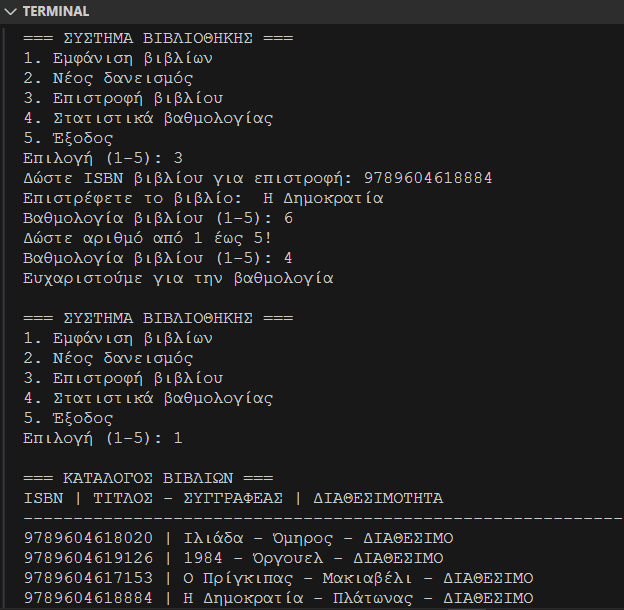 TERMINAL
=== ΣΥΣΤΗΜΑ ΒΙΒΛΙΟΘΗΚΗΣ ===
1. Εμφάνιση βιβλίων
2. Νέος δανεισμός
3. Επιστροφή βιβλίου
4. Στατιστικά βαθμολογίας
5. Έξοδος
Επιλογή (1-5): 3
Δώστε ISBN βιβλίου για επιστροφή: 9789604618884
Επιστρέφετε το βιβλίο:  Η Δημοκρατία
Βαθμολογία βιβλίου (1-5): 6
Δώστε αριθμό από 1 έως 5!
Βαθμολογία βιβλίου (1-5): 4
Ευχαριστούμε για την βαθμολογία
=== ΣΥΣΤΗΜΑ ΒΙΒΛΙΟΘΗΚΗΣ ===
1. Εμφάνιση βιβλίων
2. Νέος δανεισμός
3. Επιστροφή βιβλίου
4. Στατιστικά βαθμολογίας
5. Έξοδος
Επιλογή (1-5): 1
=== ΚΑΤΑΛΟΓΟΣ ΒΙΒΛΙΩΝ ===
ISBN | ΤΙΤΛΟΣ - ΣΥΓΓΡΑΦΕΑΣ | ΔΙΑΘΕΣΙΜΟΤΗΤΑ
------------------------------------------------------------
9789604618020 | Ιλιάδα - Όμηρος - ΔΙΑΘΕΣΙΜΟ
9789604619126 | 1984 - Όργουελ - ΔΙΑΘΕΣΙΜΟ
9789604617153 | Ο Πρίγκιπας - Μακιαβέλι - ΔΙΑΘΕΣΙΜΟ
9789604618884 | Η Δημοκρατία - Πλάτωνας - ΔΙΑΘΕΣΙΜΟ